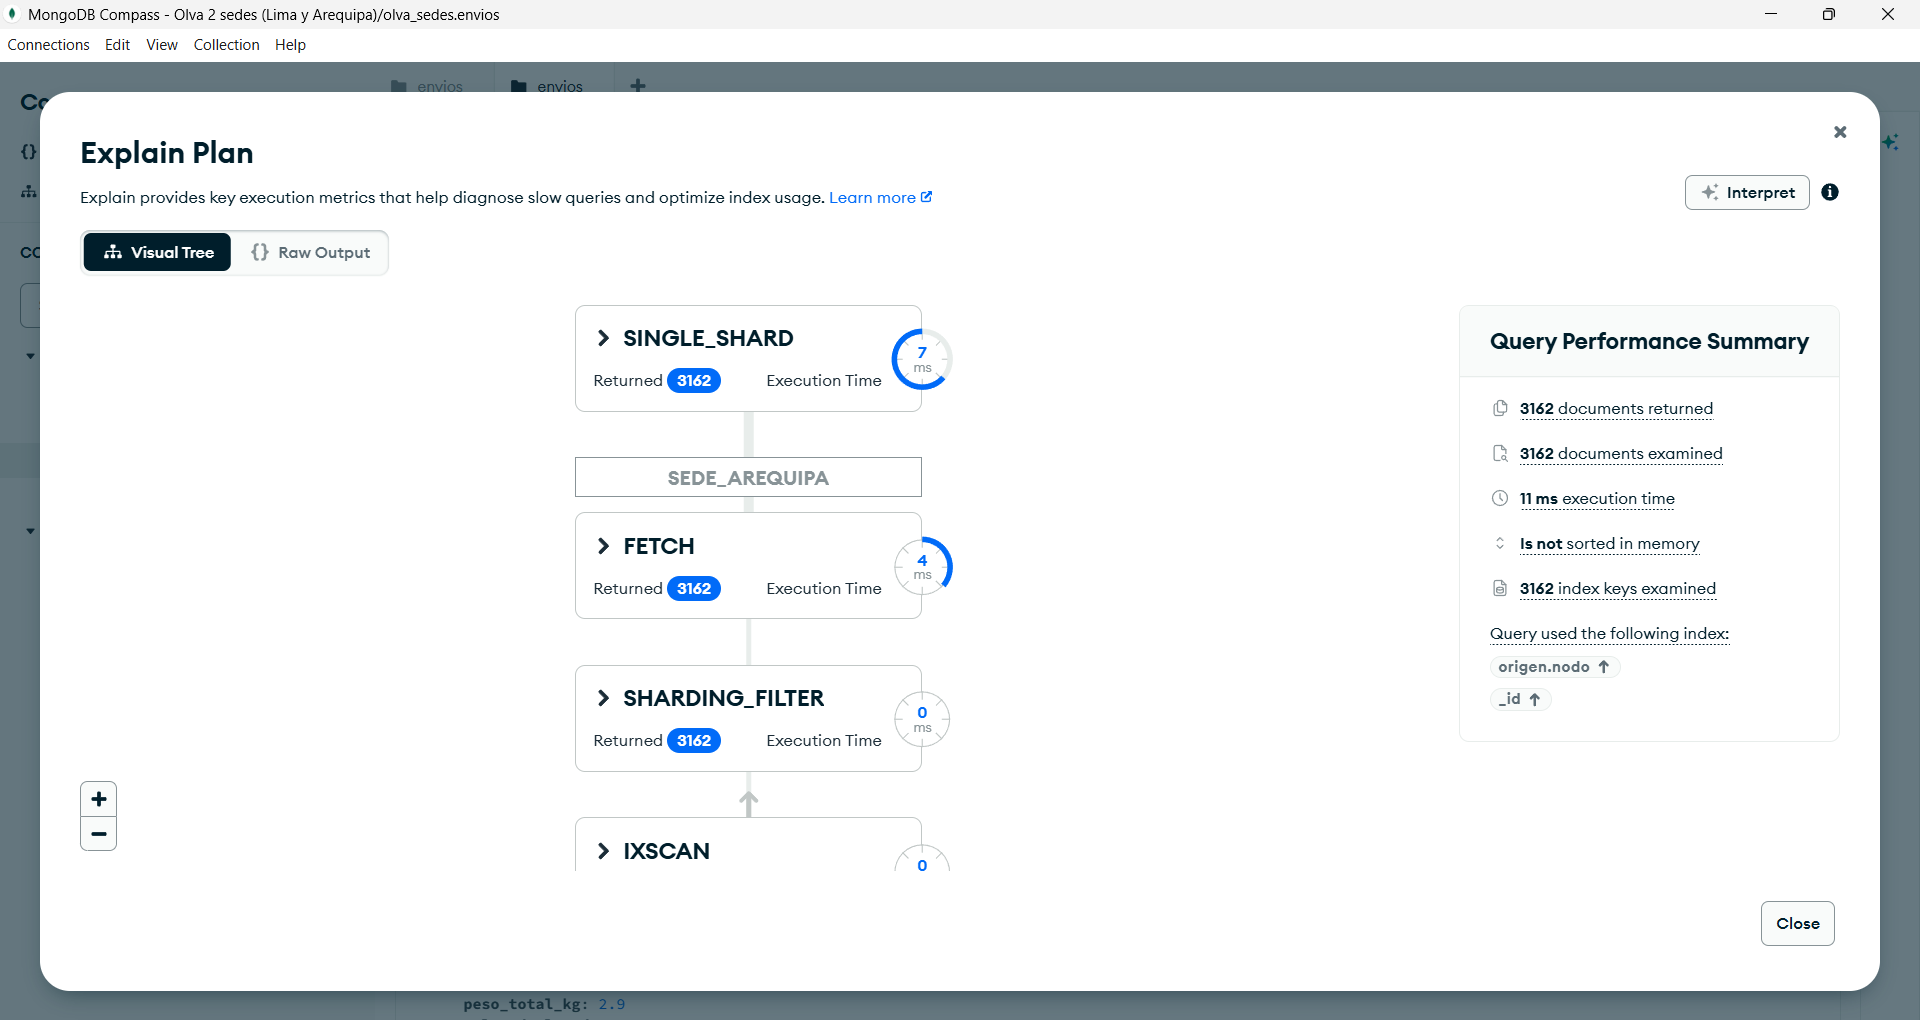 MongoDB Compass - Olva 2 sedes (Lima y Arequipa)/olva_sedes.envios
Connections Edit View Collection Help
envios
envios
Explain Plan
Explain provides key execution metrics that help diagnose slow queries and optimize index usage. Learn more
Interpret
Visual Tree
{} Raw Output
SINGLE_SHARD
Returned 3162 Execution Time
7 ms
SEDE_AREQUIPA
FETCH
Returned 3162 Execution Time
4 ms
SHARDING_FILTER
Returned 3162 Execution Time
0 ms
IXSCAN
0
Query Performance Summary
3162 documents returned
3162 documents examined
11 ms execution time
Is not sorted in memory
3162 index keys examined
Query used the following index:
origen.nodo ↑
_id ↑
Close
peso_total_kg: 2.9